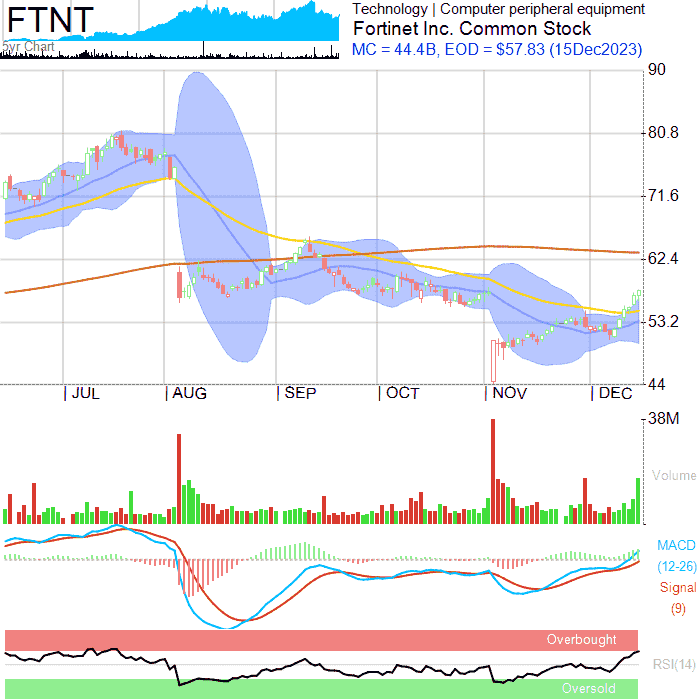 FTNT
5yr Chart
Technology | Computer peripheral equipment
Fortinet Inc. Common Stock
MC = 44.4B, EOD = $57.83 (15Dec2023)
90
80.8
71.6
62.4
53.2
44
JUL AUG SEP OCT NOV DEC
38M
Volume
MACD
(12-26)
Signal
(9)
Overbought
RSI(14)
Oversold